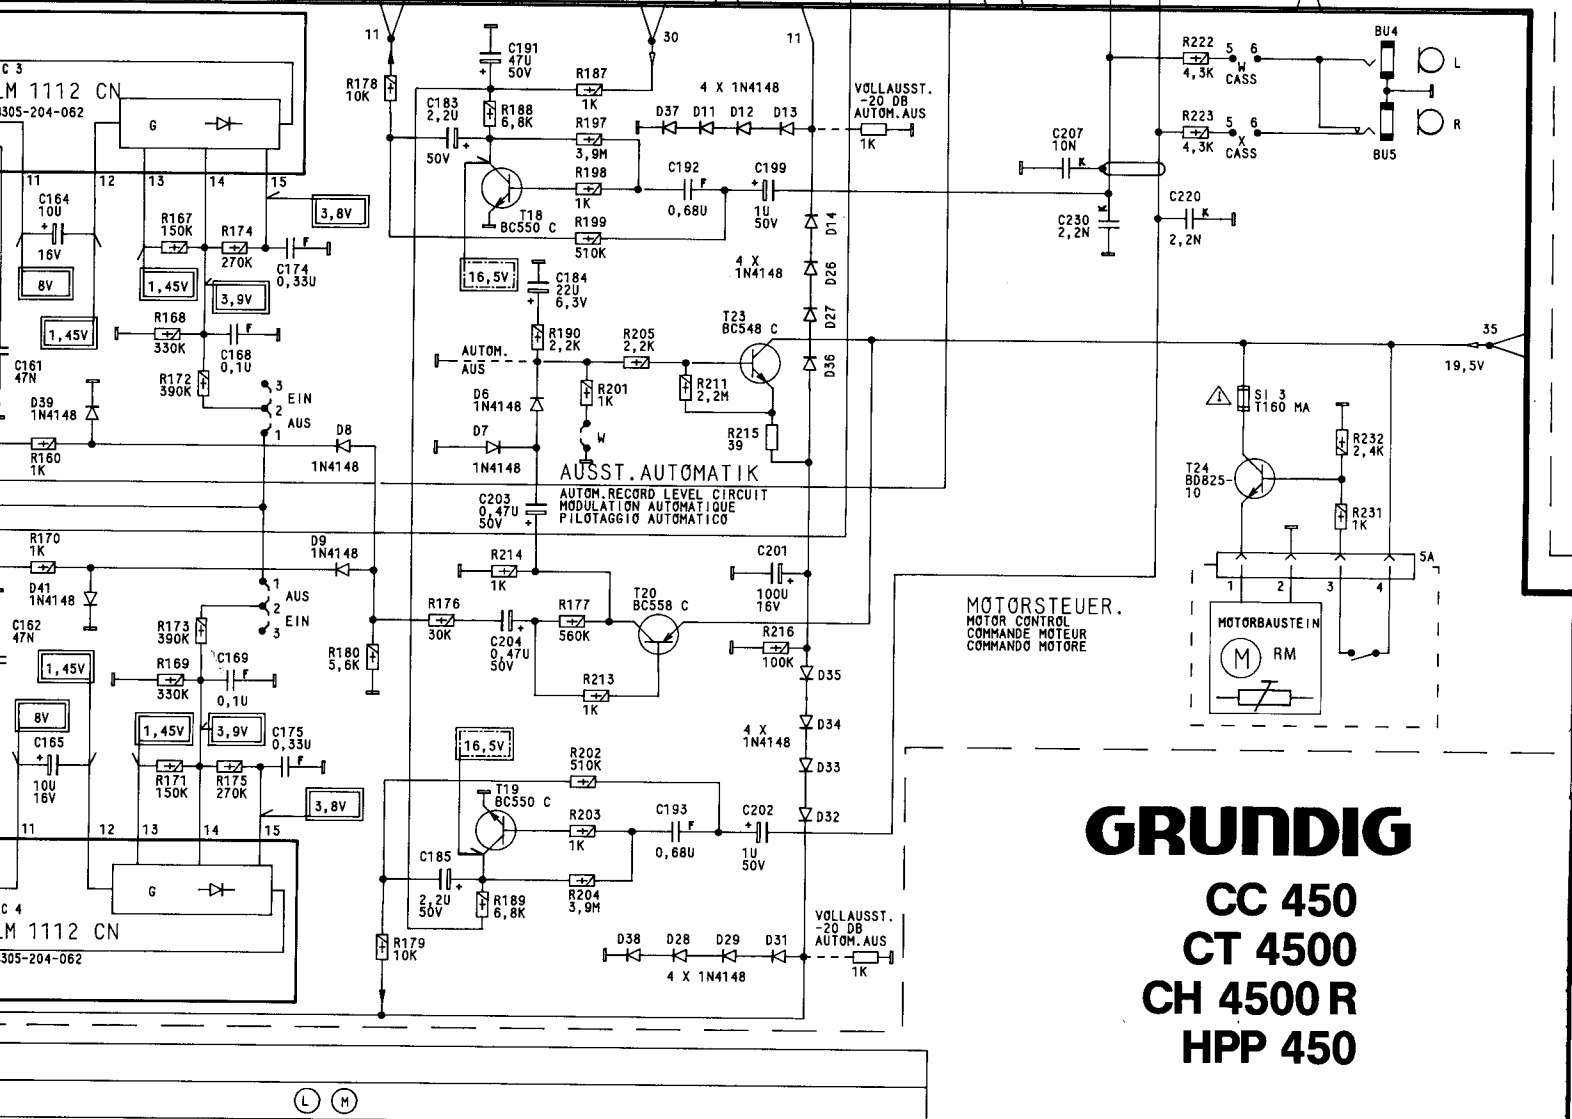 C 3
LM 1112 CN
8305-204-062
G
11
12
13
14
15
C164
10U
16V
8V
1,45V
R167
150K
R174
270K
3,8V
C174
0,33U
1,45V
3,9V
R168
330K
C168
0,1U
R172
390K
C161
47N
D39
1N4148
R160
1K
3
EIN
2
AUS
1
D8
1N4148
R170
1K
D41
1N4148
C162
47N
D9
1N4148
1
AUS
2
EIN
3
R173
390K
1,45V
R169
330K
C169
0,1U
R180
5,6K
8V
1,45V
3,9V
C175
0,33U
C165
10U
16V
R171
150K
R175
270K
3,8V
11
12
13
14
15
G
C 4
LM 1112 CN
305-204-062
11
R178
10K
C191
47U
50V
R187
1K
30
11
4 X 1N4148
VOLLAUSST.
-20 DB
AUTOM.AUS
1K
C183
2,2U
50V
R188
6,8K
R197
3,9M
D37
D11
D12
D13
R198
1K
C192
F
0,68U
C199
1U
50V
T18
BC550 C
R199
510K
16,5V
C184
22U
6,3V
4 X
1N4148
D14
D26
D27
D36
T23
BC548 C
AUTOM.
AUS
R190
2,2K
R205
2,2K
D6
1N4148
R201
1K
R211
2,2M
D7
1N4148
W
R215
39
AUSST.AUTOMATIK
AUTOM.RECORD LEVEL CIRCUIT
MODULATION AUTOMATIQUE
PILOTAGGIO AUTOMATICO
C203
0,47U
50V
R214
1K
C201
100U
16V
R176
30K
C204
0,47U
50V
R177
560K
T20
BC558 C
R216
100K
R213
1K
D35
D34
D33
D32
4 X
1N4148
16,5V
R202
510K
T19
BC550 C
R203
1K
C193
F
0,68U
C202
1U
50V
C185
2,2U
50V
R189
6,8K
R204
3,9M
R179
10K
D38
D28
D29
D31
4 X 1N4148
VOLLAUSST.
-20 DB
AUTOM.AUS
1K
R222
4,3K
5
6
W
CASS
BU4
L
R223
4,3K
5
6
X
CASS
BU5
R
C207
10N
K
C230
2,2N
K
C220
2,2N
K
35
19,5V
SI 3
T160 MA
R232
2,4K
T24
BD825-
10
R231
1K
5A
1
2
3
4
MOTORSTEUER.
MOTOR CONTROL
COMMANDE MOTEUR
COMMANDO MOTORE
MOTORBAUSTEIN
M
RM
GRUNDIG
CC 450
CT 4500
CH 4500 R
HPP 450
L
M